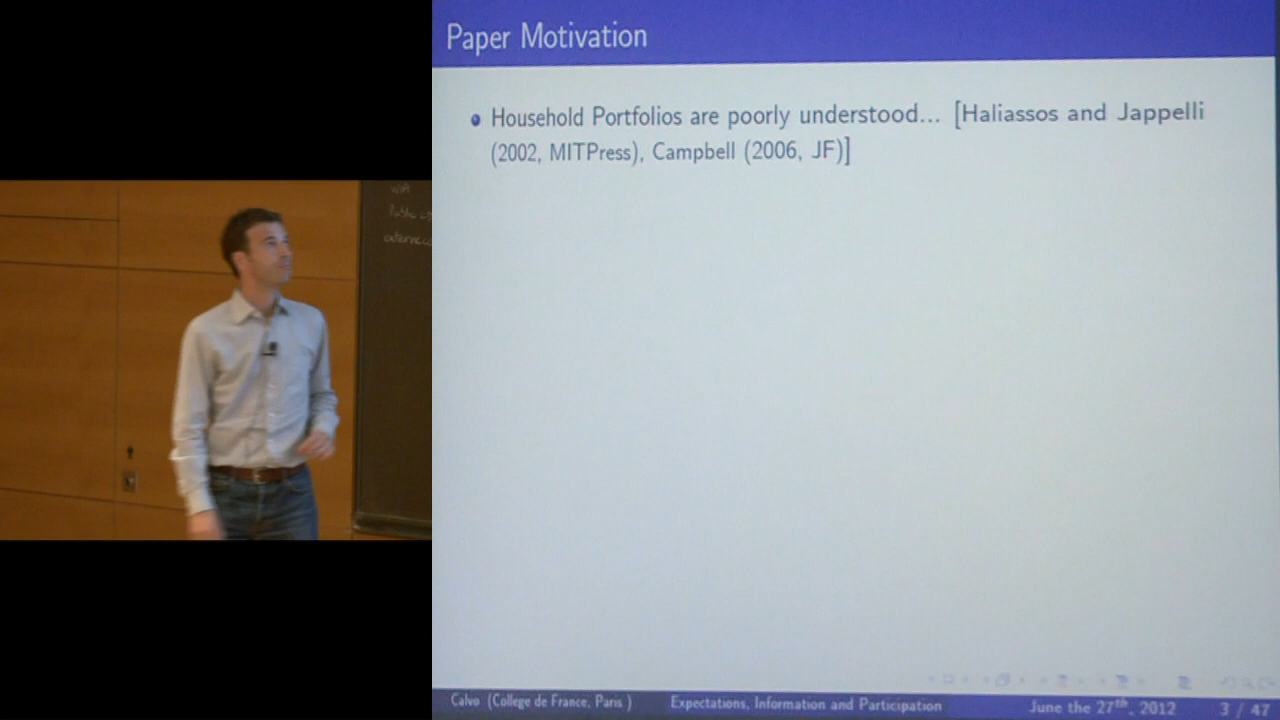 Paper Motivation
Household Portfolios are poorly understood... [Haliassos and Jappelli
(2002, MITPress), Campbell (2006, JF)]
Calvo (College de France, Paris ) Expectations, Information and Participation June the 27th, 2012 3 / 47